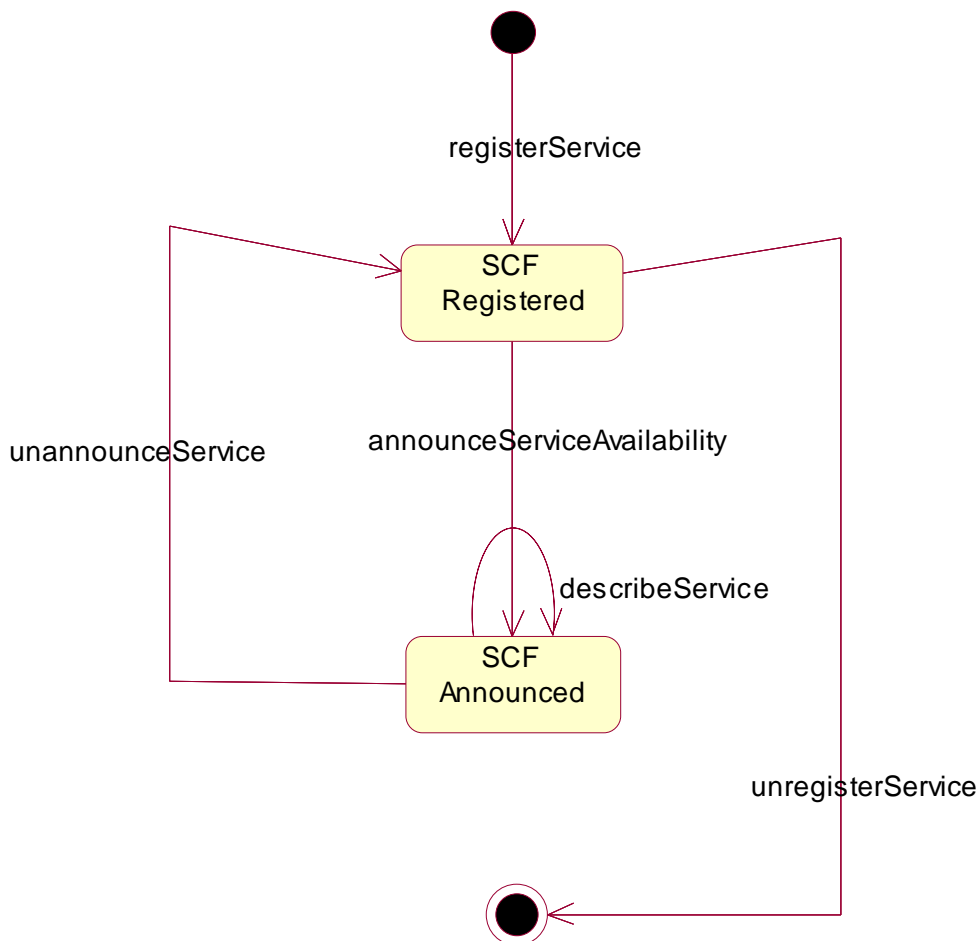 registerService
SCF
Registered
unannounceService
announceServiceAvailability
describeService
SCF
Announced
unregisterService